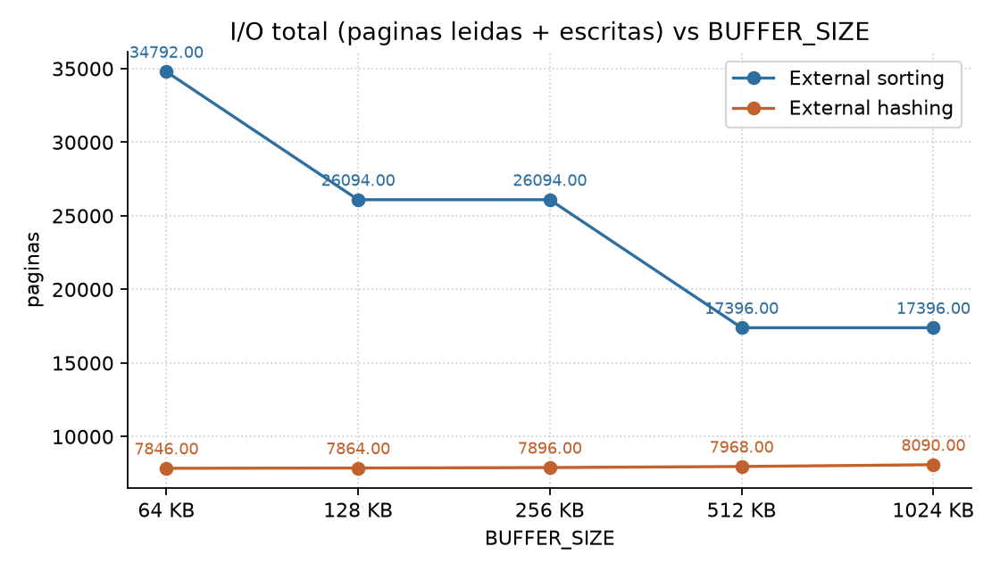 I/O total (paginas leidas + escritas) vs BUFFER_SIZE
34792.00
35000
External sorting
External hashing
30000
26094.00
26094.00
25000
paginas
20000
17396.00
17396.00
15000
10000
7846.00
7864.00
7896.00
7968.00
8090.00
64 KB
128 KB
256 KB
512 KB
1024 KB
BUFFER_SIZE